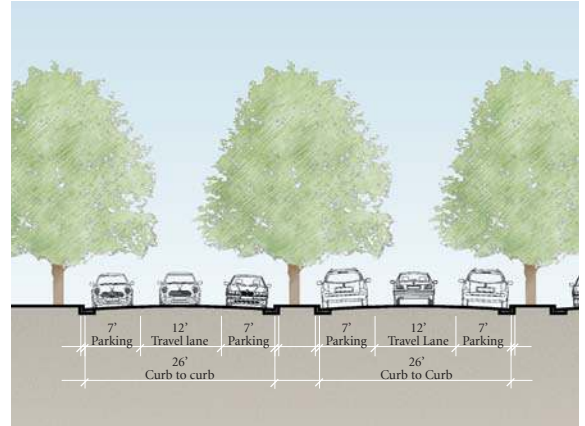 7' 12' 7' 7' 12' 7'
Parking Travel lane Parking Parking Travel Lane Parking
26' 26'
Curb to curb Curb to Curb